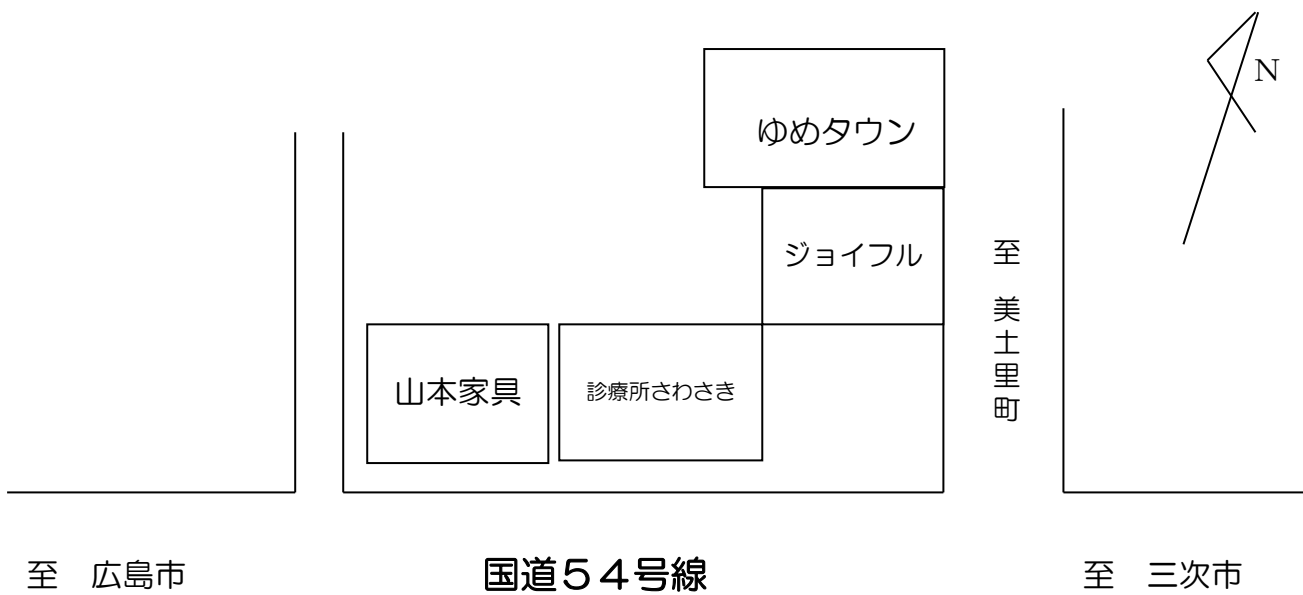 N
ゆめタウン
ジョイフル
至 美土里町
山本家具
診療所さわさき
至 広島市
国道54号線
至 三次市